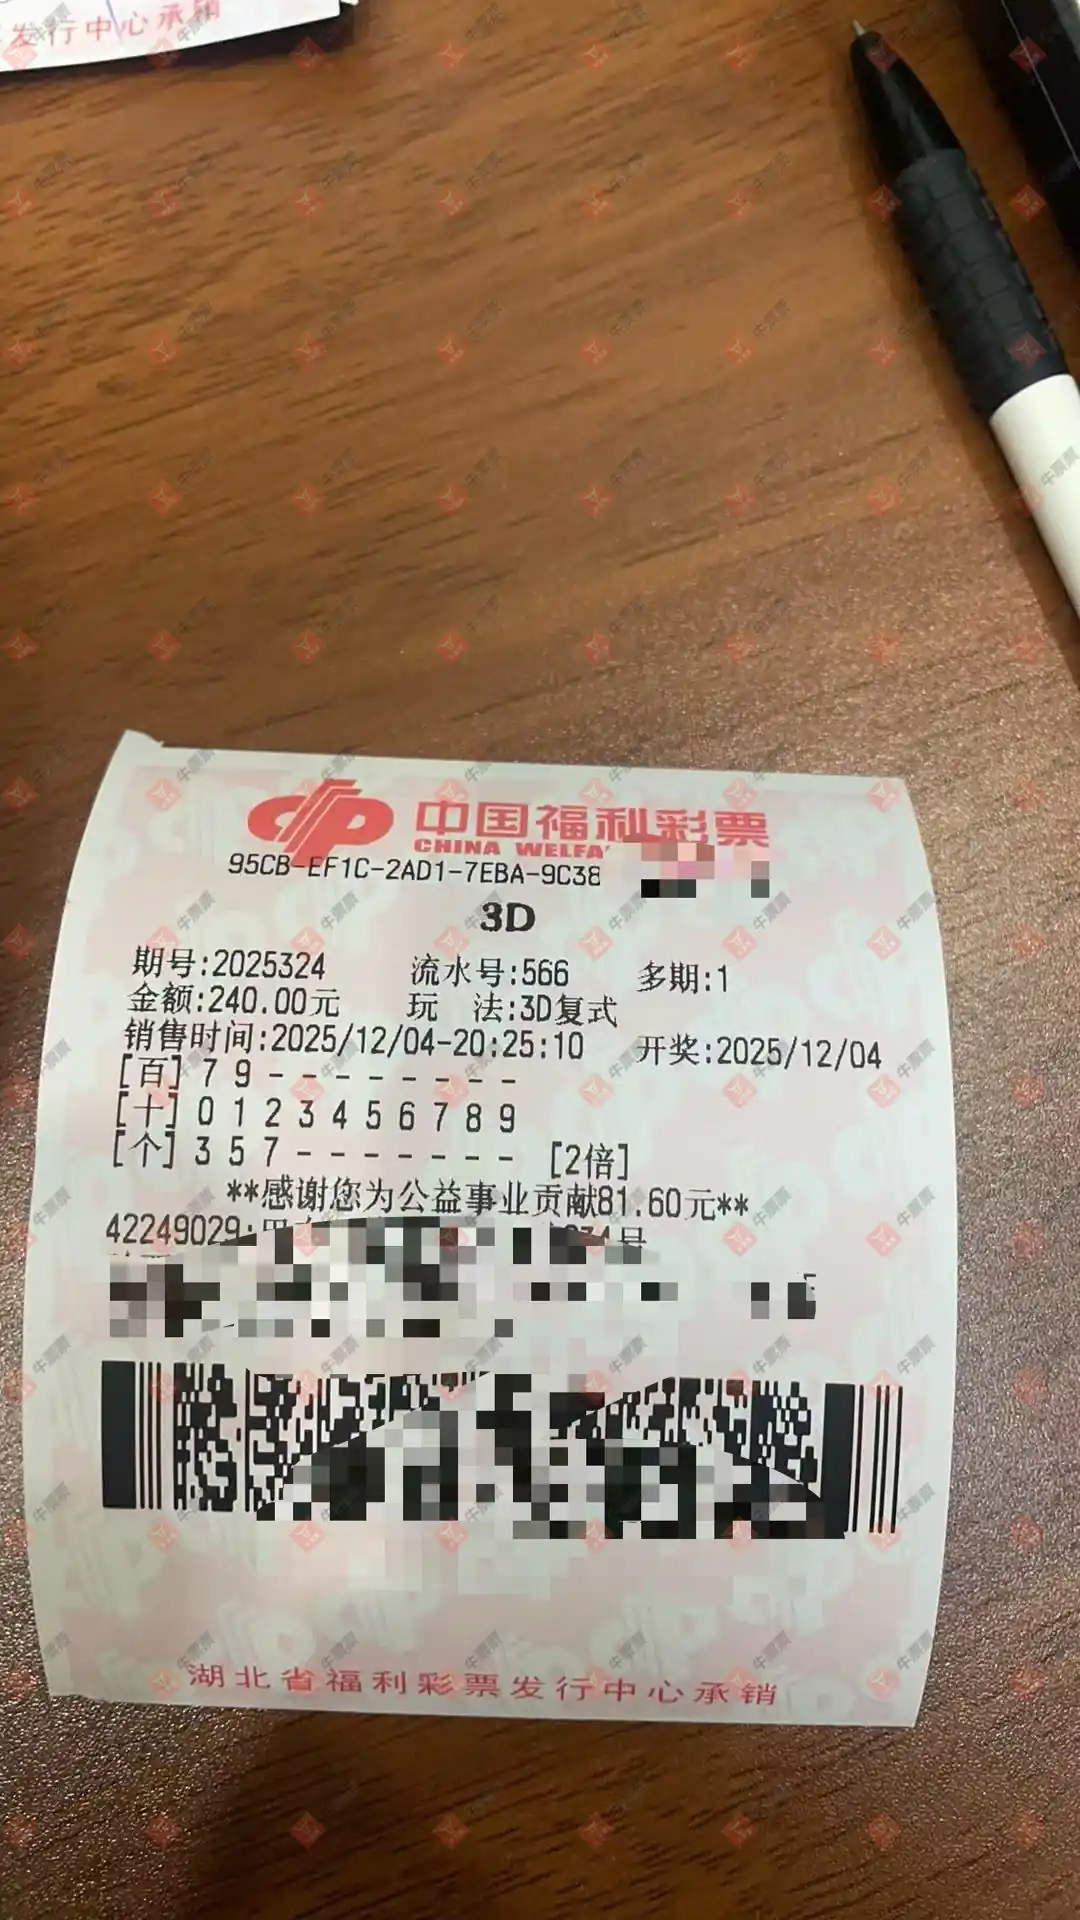 发行中心承销
中国福利彩票
CHINA WELFA
95CB-EF1C-2AD1-7EBA-9C38
3D
期号:2025324 流水号:566 多期:1
金额:240.00元 玩 法:3D复式
销售时间:2025/12/04-20:25:10 开奖:2025/12/04
[百] 7 9 - - - - - - - -
[十] 0 1 2 3 4 5 6 7 8 9
[个] 3 5 7 - - - - - - - [2倍]
**感谢您为公益事业贡献81.60元**
42249029: 号
湖北省福利彩票发行中心承销
牛票票